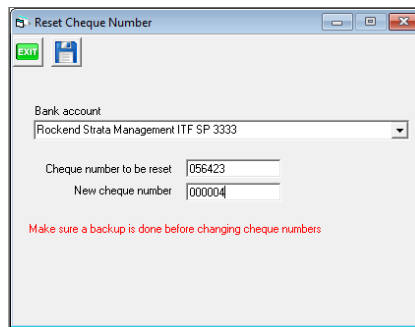 Reset Cheque Number
EXIT
Bank account
Rockend Strata Management ITF SP 3333
Cheque number to be reset 056423
New cheque number 000004
Make sure a backup is done before changing cheque numbers